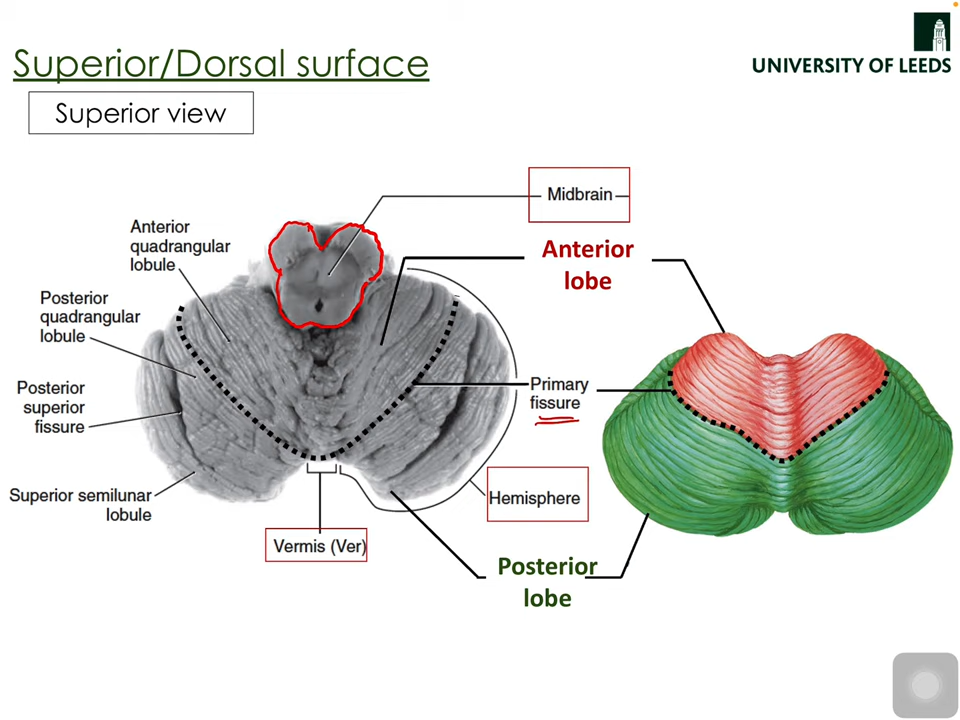 Superior/Dorsal surface
UNIVERSITY OF LEEDS
Superior view
Midbrain
Anterior
quadrangular
lobule
Anterior
lobe
Posterior
quadrangular
lobule
Posterior
superior
fissure
Primary
fissure
Superior semilunar
lobule
Hemisphere
Vermis (Ver)
Posterior
lobe